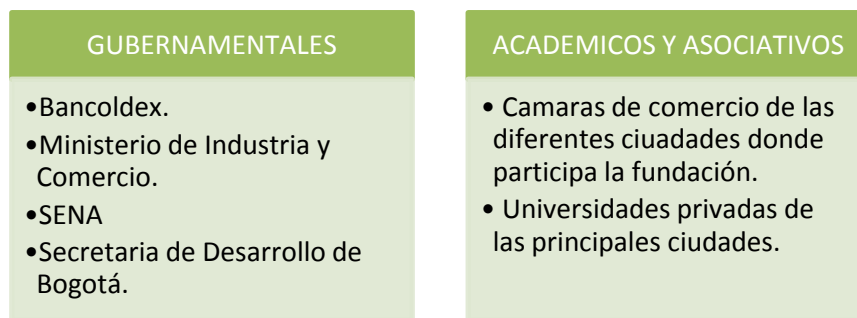 GUBERNAMENTALES
•Bancoldex.
•Ministerio de Industria y
Comercio.
•SENA
•Secretaria de Desarrollo de
Bogotá.
ACADEMICOS Y ASOCIATIVOS
• Camaras de comercio de las
diferentes ciuadades donde
participa la fundación.
• Universidades privadas de
las principales ciudades.